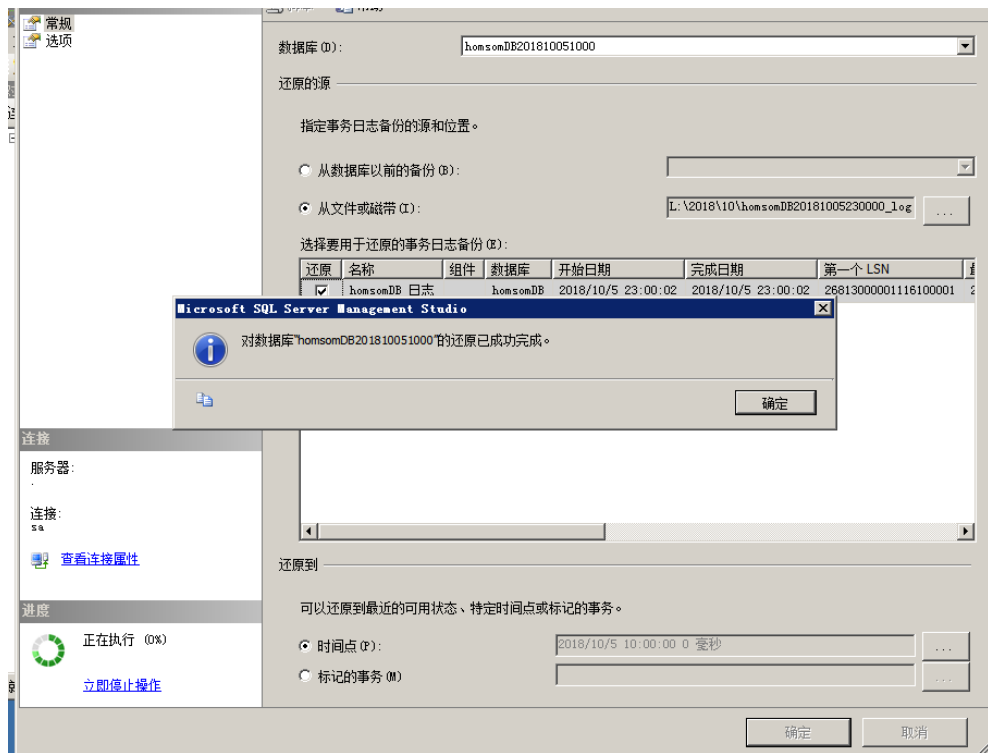 常规
选项
数据库(D):
homsomDB201810051000
还原的源
指定事务日志备份的源和位置。
从数据库以前的备份(B):
从文件或磁带(I):
L:\2018\10\homsomDB20181005230000_log
...
选择要用于还原的事务日志备份(E):
还原 名称 组件 数据库 开始日期 完成日期 第一个 LSN
homsomDB 日志 homsomDB 2018/10/5 23:00:02 2018/10/5 23:00:02 26813000001116100001
Microsoft SQL Server Management Studio
对数据库"homsomDB201810051000"的还原已成功完成。
确定
连接
服务器:
.
连接:
sa
查看连接属性
还原到
可以还原到最近的可用状态、特定时间点或标记的事务。
进度
正在执行 (0%)
立即停止操作
时间点(P):
2018/10/5 10:00:00 0 毫秒
...
标记的事务(M)
...
确定
取消